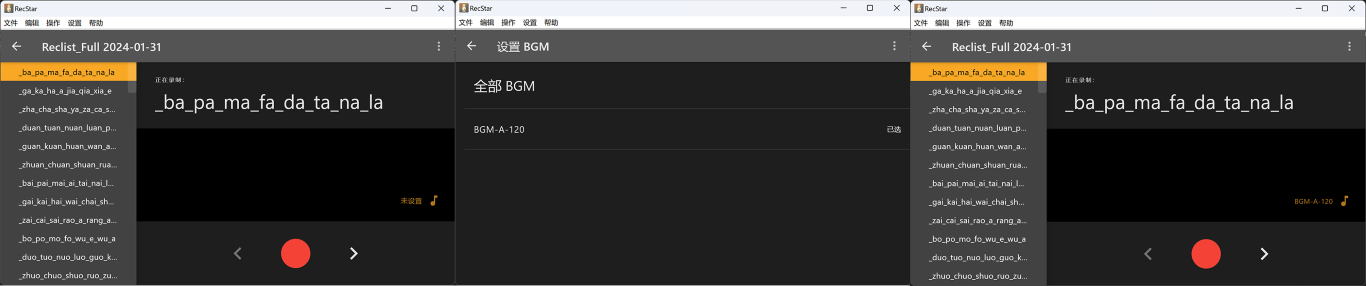 RecStar
文件 编辑 操作 设置 帮助
Reclist_Full 2024-01-31
_ba_pa_ma_fa_da_ta_na_la
_ga_ka_ha_a_jia_qia_xia_e
_zha_cha_sha_ya_za_ca_s...
_duan_tuan_nuan_luan_p...
_guan_kuan_huan_wan_a...
_zhuan_chuan_shuan_rua...
_bai_pai_mai_ai_tai_nai_l...
_gai_kai_hai_wai_chai_sh...
_zai_cai_sai_rao_a_rang_a...
_bo_po_mo_fo_wu_e_wu_a
_duo_tuo_nuo_luo_guo_k...
_zhuo_chuo_shuo_ruo_zu...
正在录制:
_ba_pa_ma_fa_da_ta_na_la
未设置
RecStar
文件 编辑 操作 设置 帮助
设置 BGM
全部 BGM
BGM-A-120 已选
RecStar
文件 编辑 操作 设置 帮助
Reclist_Full 2024-01-31
_ba_pa_ma_fa_da_ta_na_la
_ga_ka_ha_a_jia_qia_xia_e
_zha_cha_sha_ya_za_ca_s...
_duan_tuan_nuan_luan_p...
_guan_kuan_huan_wan_a...
_zhuan_chuan_shuan_rua...
_bai_pai_mai_ai_tai_nai_l...
_gai_kai_hai_wai_chai_sh...
_zai_cai_sai_rao_a_rang_a...
_bo_po_mo_fo_wu_e_wu_a
_duo_tuo_nuo_luo_guo_k...
_zhuo_chuo_shuo_ruo_zu...
正在录制:
_ba_pa_ma_fa_da_ta_na_la
BGM-A-120